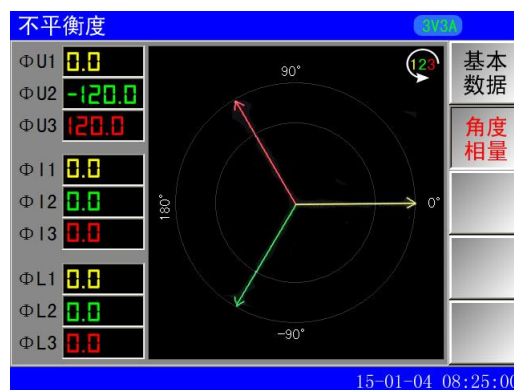 不平衡度
3V3A
ΦU1 0.0
ΦU2 -120.0
ΦU3 120.0
ΦI1 0.0
ΦI2 0.0
ΦI3 0.0
ΦL1 0.0
ΦL2 0.0
ΦL3 0.0
90°
123
180°
0°
-90°
基本
数据
角度
相量
15-01-04 08:25:00